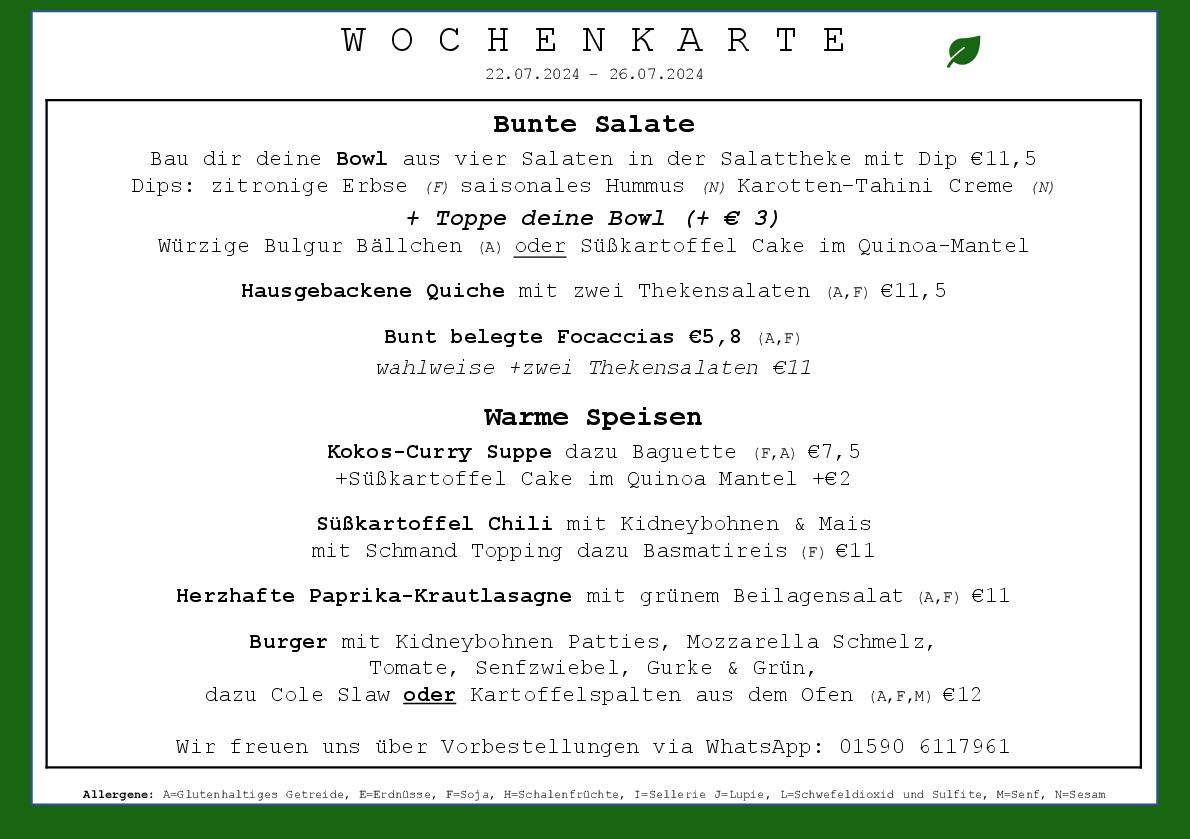 WOCHENKARTE
22.07.2024 – 26.07.2024
Bunte Salate
Bau dir deine Bowl aus vier Salaten in der Salattheke mit Dip €11,5
Dips: zitronige Erbse (F) saisonales Hummus (N) Karotten-Tahini Creme (N)
+ Toppe deine Bowl (+ € 3)
Würzige Bulgur Bällchen (A) oder Süßkartoffel Cake im Quinoa-Mantel
Hausgebackene Quiche mit zwei Thekensalaten (A,F) €11,5
Bunt belegte Focaccias €5,8 (A,F)
wahlweise +zwei Thekensalaten €11
Warme Speisen
Kokos-Curry Suppe dazu Baguette (F,A) €7,5
+Süßkartoffel Cake im Quinoa Mantel +€2
Süßkartoffel Chili mit Kidneybohnen & Mais
mit Schmand Topping dazu Basmatireis (F) €11
Herzhafte Paprika-Krautlasagne mit grünem Beilagensalat (A,F) €11
Burger mit Kidneybohnen Patties, Mozzarella Schmelz,
Tomate, Senfzwiebel, Gurke & Grün,
dazu Cole Slaw oder Kartoffelspalten aus dem Ofen (A,F,M) €12
Wir freuen uns über Vorbestellungen via WhatsApp: 01590 6117961
Allergene: A=Glutenhaltiges Getreide, E=Erdnüsse, F=Soja, H=Schalenfrüchte, I=Sellerie J=Lupie, L=Schwefeldioxid und Sulfite, M=Senf, N=Sesam